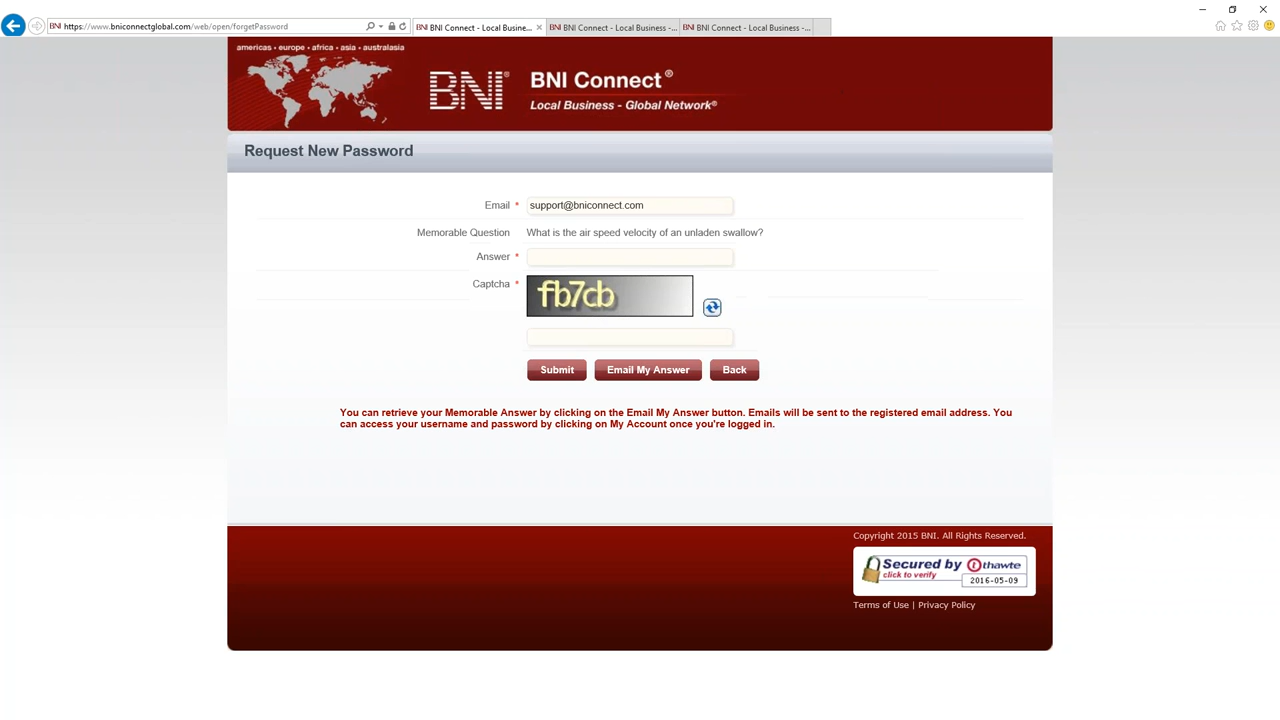 https://www.bniconnectglobal.com/web/open/forgetPassword
BNI BNI Connect - Local Busine...
BNI BNI Connect - Local Business -...
BNI BNI Connect - Local Business -...
americas • europe • africa • asia • australasia
BNI®
BNI Connect®
Local Business - Global Network®
Request New Password
Email *
support@bniconnect.com
Memorable Question
What is the air speed velocity of an unladen swallow?
Answer *
Captcha *
fb7cb
Submit
Email My Answer
Back
You can retrieve your Memorable Answer by clicking on the Email My Answer button. Emails will be sent to the registered email address. You
can access your username and password by clicking on My Account once you're logged in.
Copyright 2015 BNI. All Rights Reserved.
Secured by thawte
click to verify
2016-05-09
Terms of Use | Privacy Policy